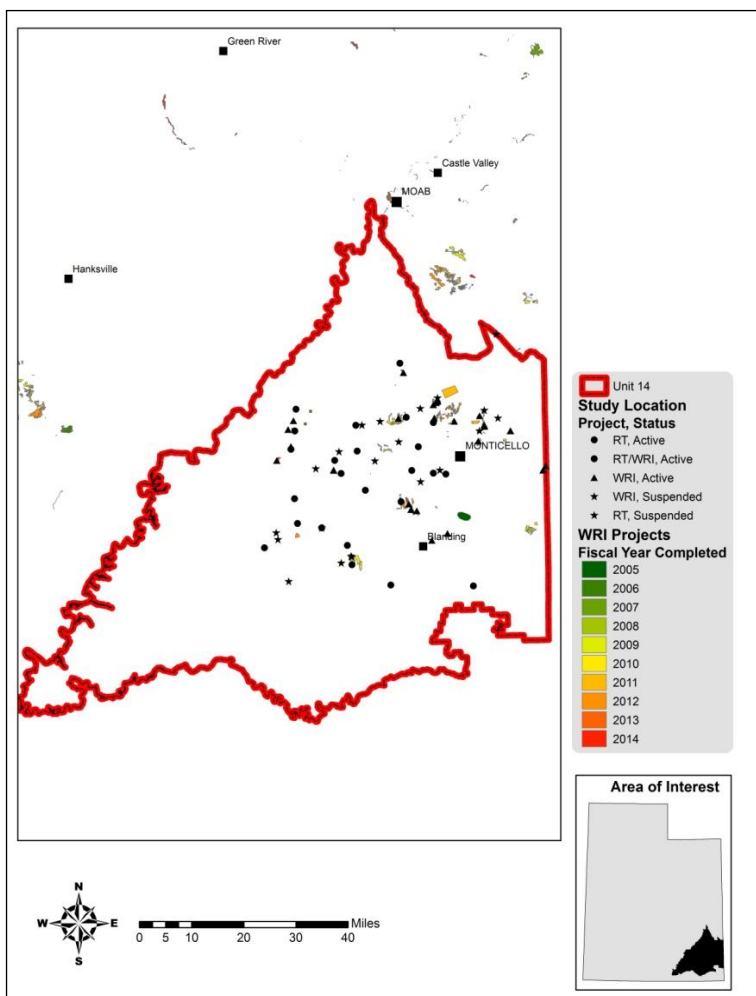 Green River
Castle Valley
MOAB
Hanksville
MONTICELLO
Blanding
Unit 14
Study Location
Project, Status
RT, Active
RT/WRI, Active
WRI, Active
WRI, Suspended
RT, Suspended
WRI Projects
Fiscal Year Completed
2005
2006
2007
2008
2009
2010
2011
2012
2013
2014
Area of Interest
N
W E
S
Miles
0 5 10 20 30 40